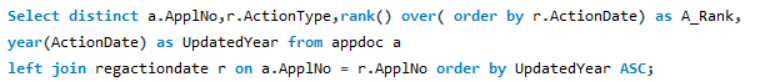 Select distinct a.ApplNo,r.ActionType,rank() over( order by r.ActionDate) as A_Rank,
year(ActionDate) as UpdatedYear from appdoc a
left join regactiondate r on a.ApplNo = r.ApplNo order by UpdatedYear ASC;